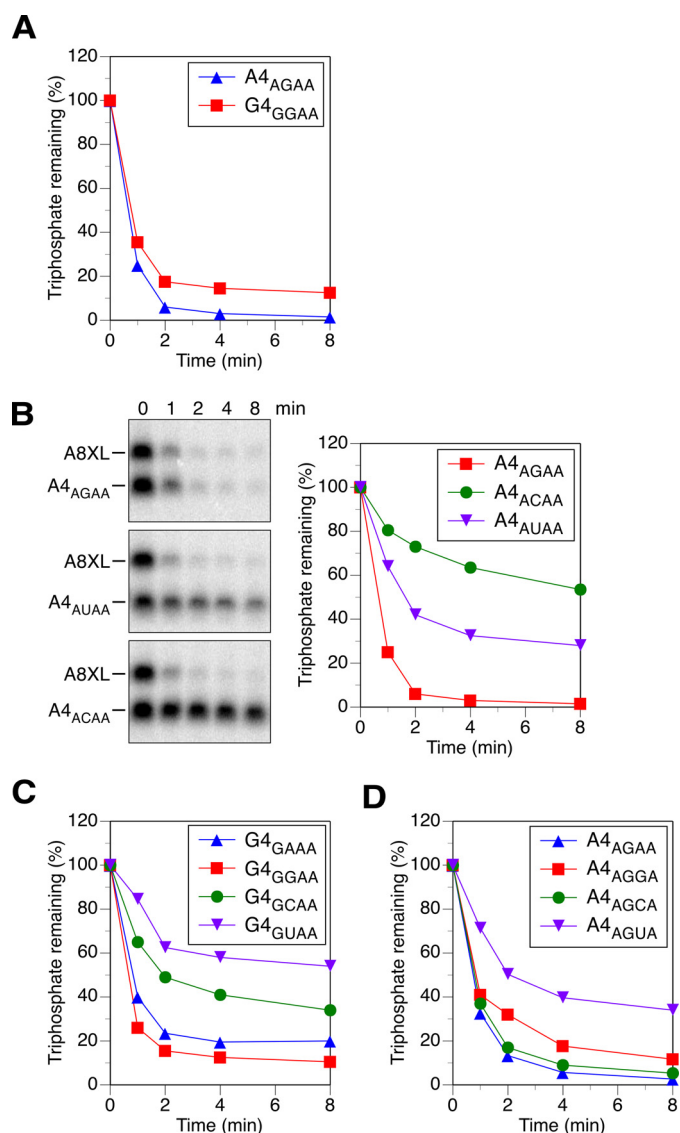 A
120
100
80
60
40
20
0
Triphosphate remaining (%)
A4AGAA
G4GGAA
0 2 4 6 8
Time (min)
B
0 1 2 4 8 min
A8XL
A4AGAA
A8XL
A4AUAA
A8XL
A4ACAA
120
100
80
60
40
20
0
Triphosphate remaining (%)
A4AGAA
A4ACAA
A4AUAA
0 2 4 6 8
Time (min)
C
120
100
80
60
40
20
0
Triphosphate remaining (%)
G4GAAA
G4GGAA
G4GCAA
G4GUAA
0 2 4 6 8
Time (min)
D
120
100
80
60
40
20
0
Triphosphate remaining (%)
A4AGAA
A4AGGA
A4AGCA
A4AGUA
0 2 4 6 8
Time (min)